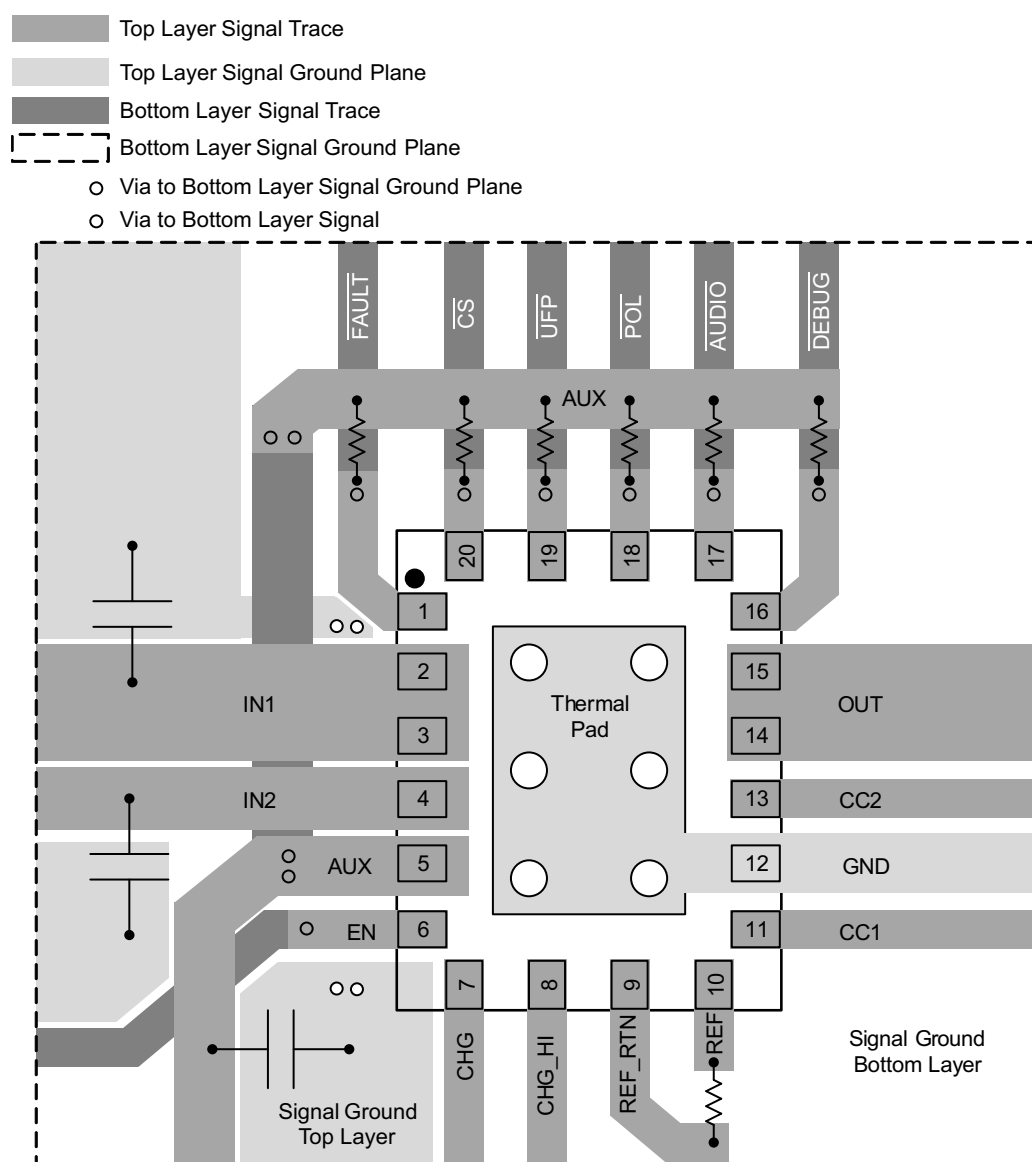 Top Layer Signal Trace
Top Layer Signal Ground Plane
Bottom Layer Signal Trace
Bottom Layer Signal Ground Plane
Via to Bottom Layer Signal Ground Plane
Via to Bottom Layer Signal
FAULT
CS
UFP
POL
AUDIO
DEBUG
AUX
20
19
18
17
1
16
2
15
IN1
Thermal
Pad
OUT
3
14
IN2
4
13
CC2
AUX
5
12
GND
EN
6
11
CC1
7
8
9
10
CHG
CHG_HI
REF_RTN
REF
Signal Ground
Bottom Layer
Signal Ground
Top Layer